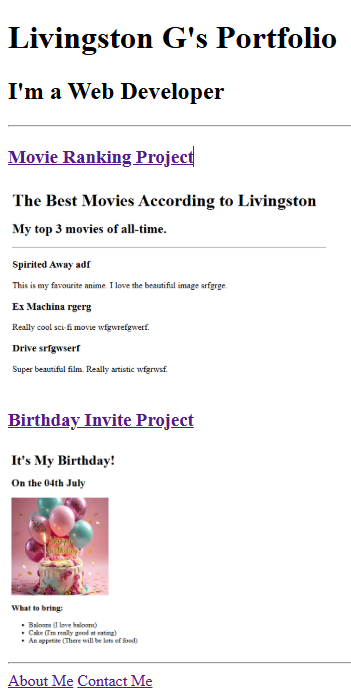 Livingston G's Portfolio
I'm a Web Developer
Movie Ranking Project
The Best Movies According to Livingston
My top 3 movies of all-time.
Spirited Away adf
This is my favourite anime. I love the beautiful image srfgrge.
Ex Machina rgerg
Really cool sci-fi movie wfgwrefgwerf.
Drive srfgwserf
Super beautiful film. Really artistic wfgrwsf.
Birthday Invite Project
It's My Birthday!
On the 04th July
What to bring:
Baloons (I love baloons)
Cake (I'm really good at eating)
An appetite (There will be lots of food)
About Me Contact Me